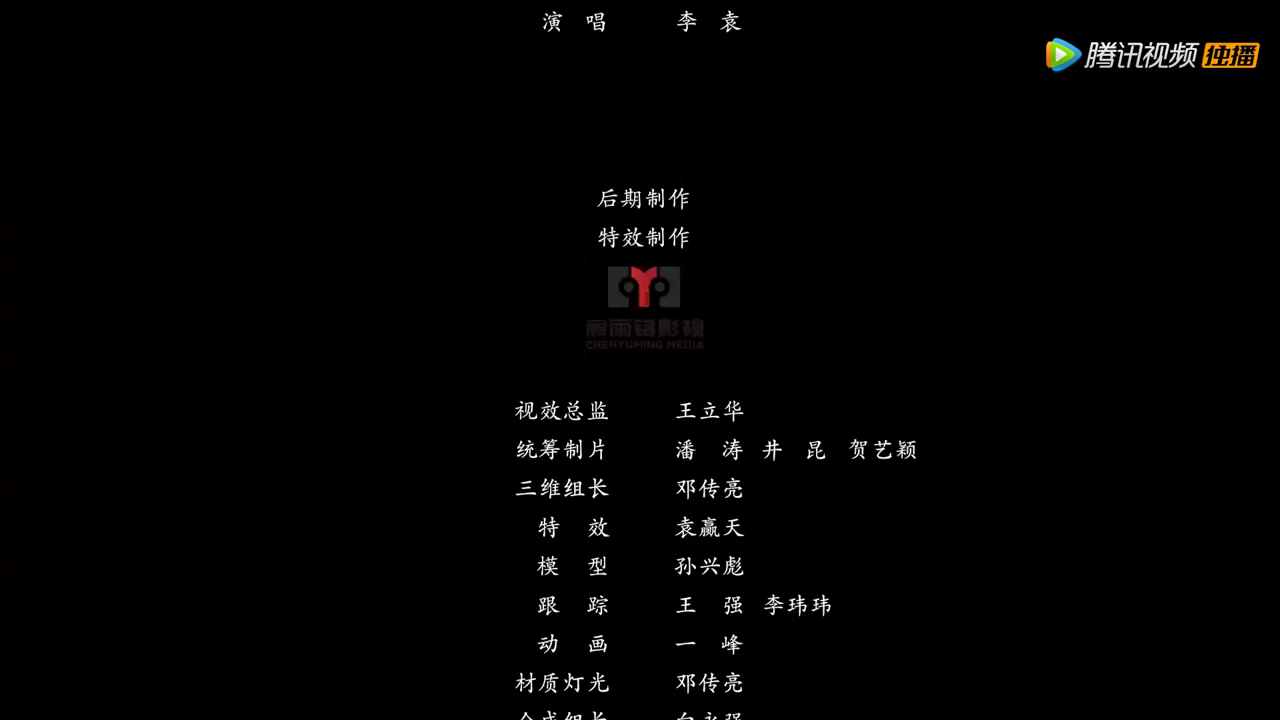 演 唱 李 袁
腾讯视频 独播
后期制作
特效制作
CHENYUMING MEDIA
视效总监 王立华
统筹制片 潘 涛 井 昆 贺艺颖
三维组长 邓传亮
特 效 袁赢天
模 型 孙兴彪
跟 踪 王 强 李玮玮
动 画 一 峰
材质灯光 邓传亮